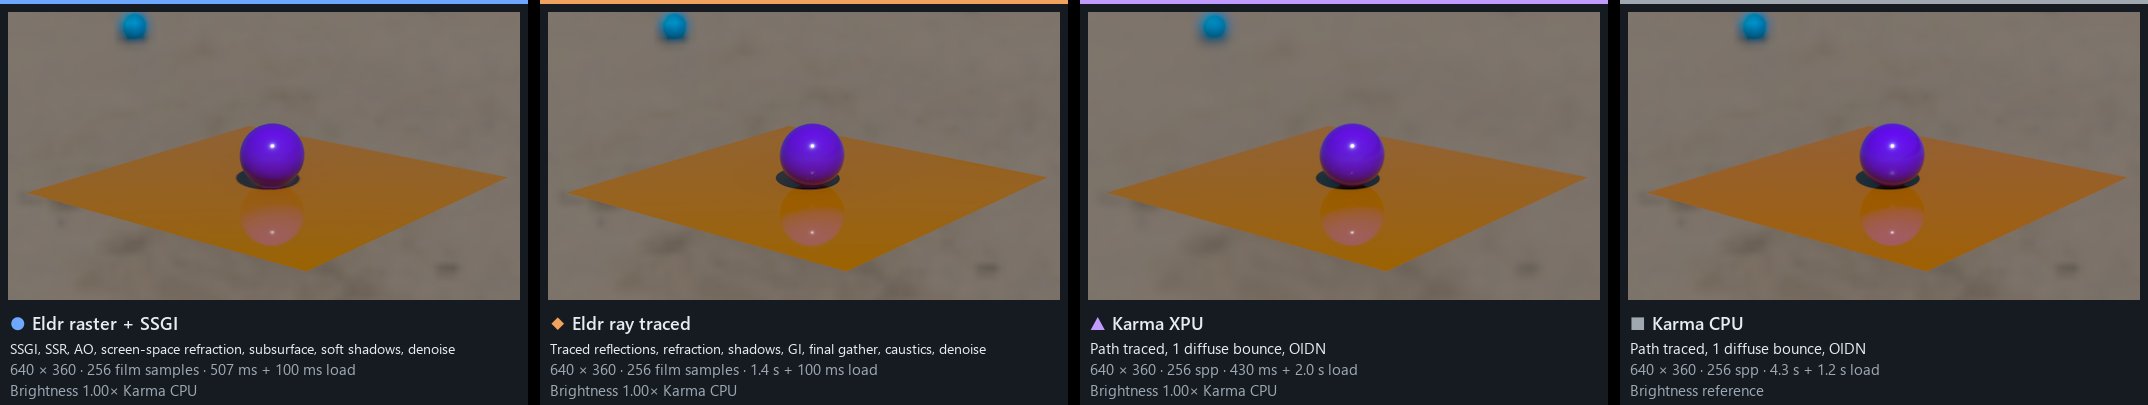 Eldr raster + SSGI
SSGI, SSR, AO, screen-space refraction, subsurface, soft shadows, denoise
640 × 360 · 256 film samples · 507 ms + 100 ms load
Brightness 1.00× Karma CPU
Eldr ray traced
Traced reflections, refraction, shadows, GI, final gather, caustics, denoise
640 × 360 · 256 film samples · 1.4 s + 100 ms load
Brightness 1.00× Karma CPU
Karma XPU
Path traced, 1 diffuse bounce, OIDN
640 × 360 · 256 spp · 430 ms + 2.0 s load
Brightness 1.00× Karma CPU
Karma CPU
Path traced, 1 diffuse bounce, OIDN
640 × 360 · 256 spp · 4.3 s + 1.2 s load
Brightness reference